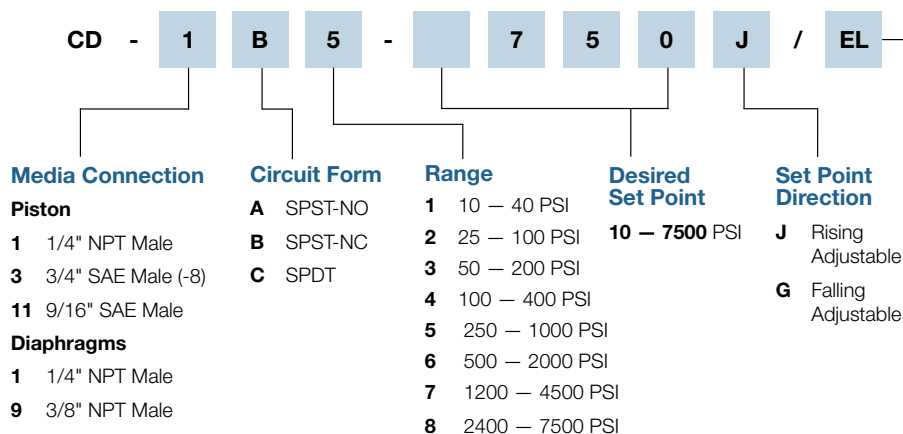 CD - 1 B 5 - 7 5 0 J / EL
Media Connection
Piston
1 1/4" NPT Male
3 3/4" SAE Male (-8)
11 9/16" SAE Male
Diaphragms
1 1/4" NPT Male
9 3/8" NPT Male
Circuit Form
A SPST-NO
B SPST-NC
C SPDT
Range
1 10 — 40 PSI
2 25 — 100 PSI
3 50 — 200 PSI
4 100 — 400 PSI
5 250 — 1000 PSI
6 500 — 2000 PSI
7 1200 — 4500 PSI
8 2400 — 7500 PSI
Desired
Set Point
10 — 7500 PSI
Set Point
Direction
J Rising
Adjustable
G Falling
Adjustable